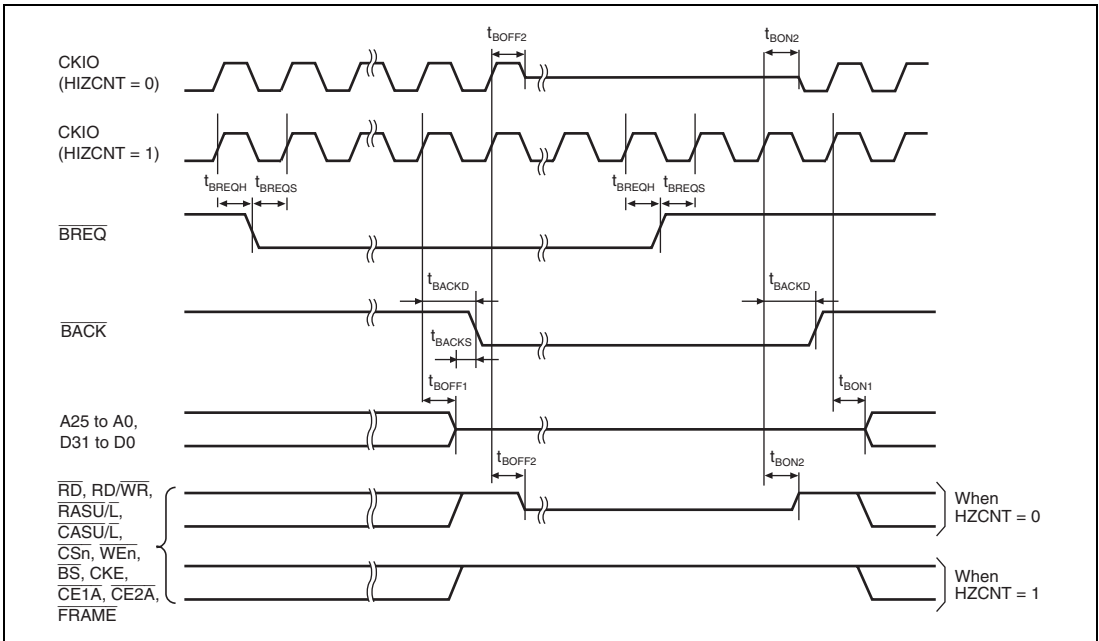 tBOFF2 tBON2
CKIO
(HIZCNT = 0)
CKIO
(HIZCNT = 1)
tBREQH tBREQS tBREQH tBREQS
BREQ
tBACKD tBACKD
BACK
tBACKS
tBOFF1 tBON1
A25 to A0,
D31 to D0
tBOFF2 tBON2
RD, RD/WR,
RASU/L,
CASU/L,
CSn, WEn,
BS, CKE,
CE1A, CE2A,
FRAME
When
HZCNT = 0
When
HZCNT = 1